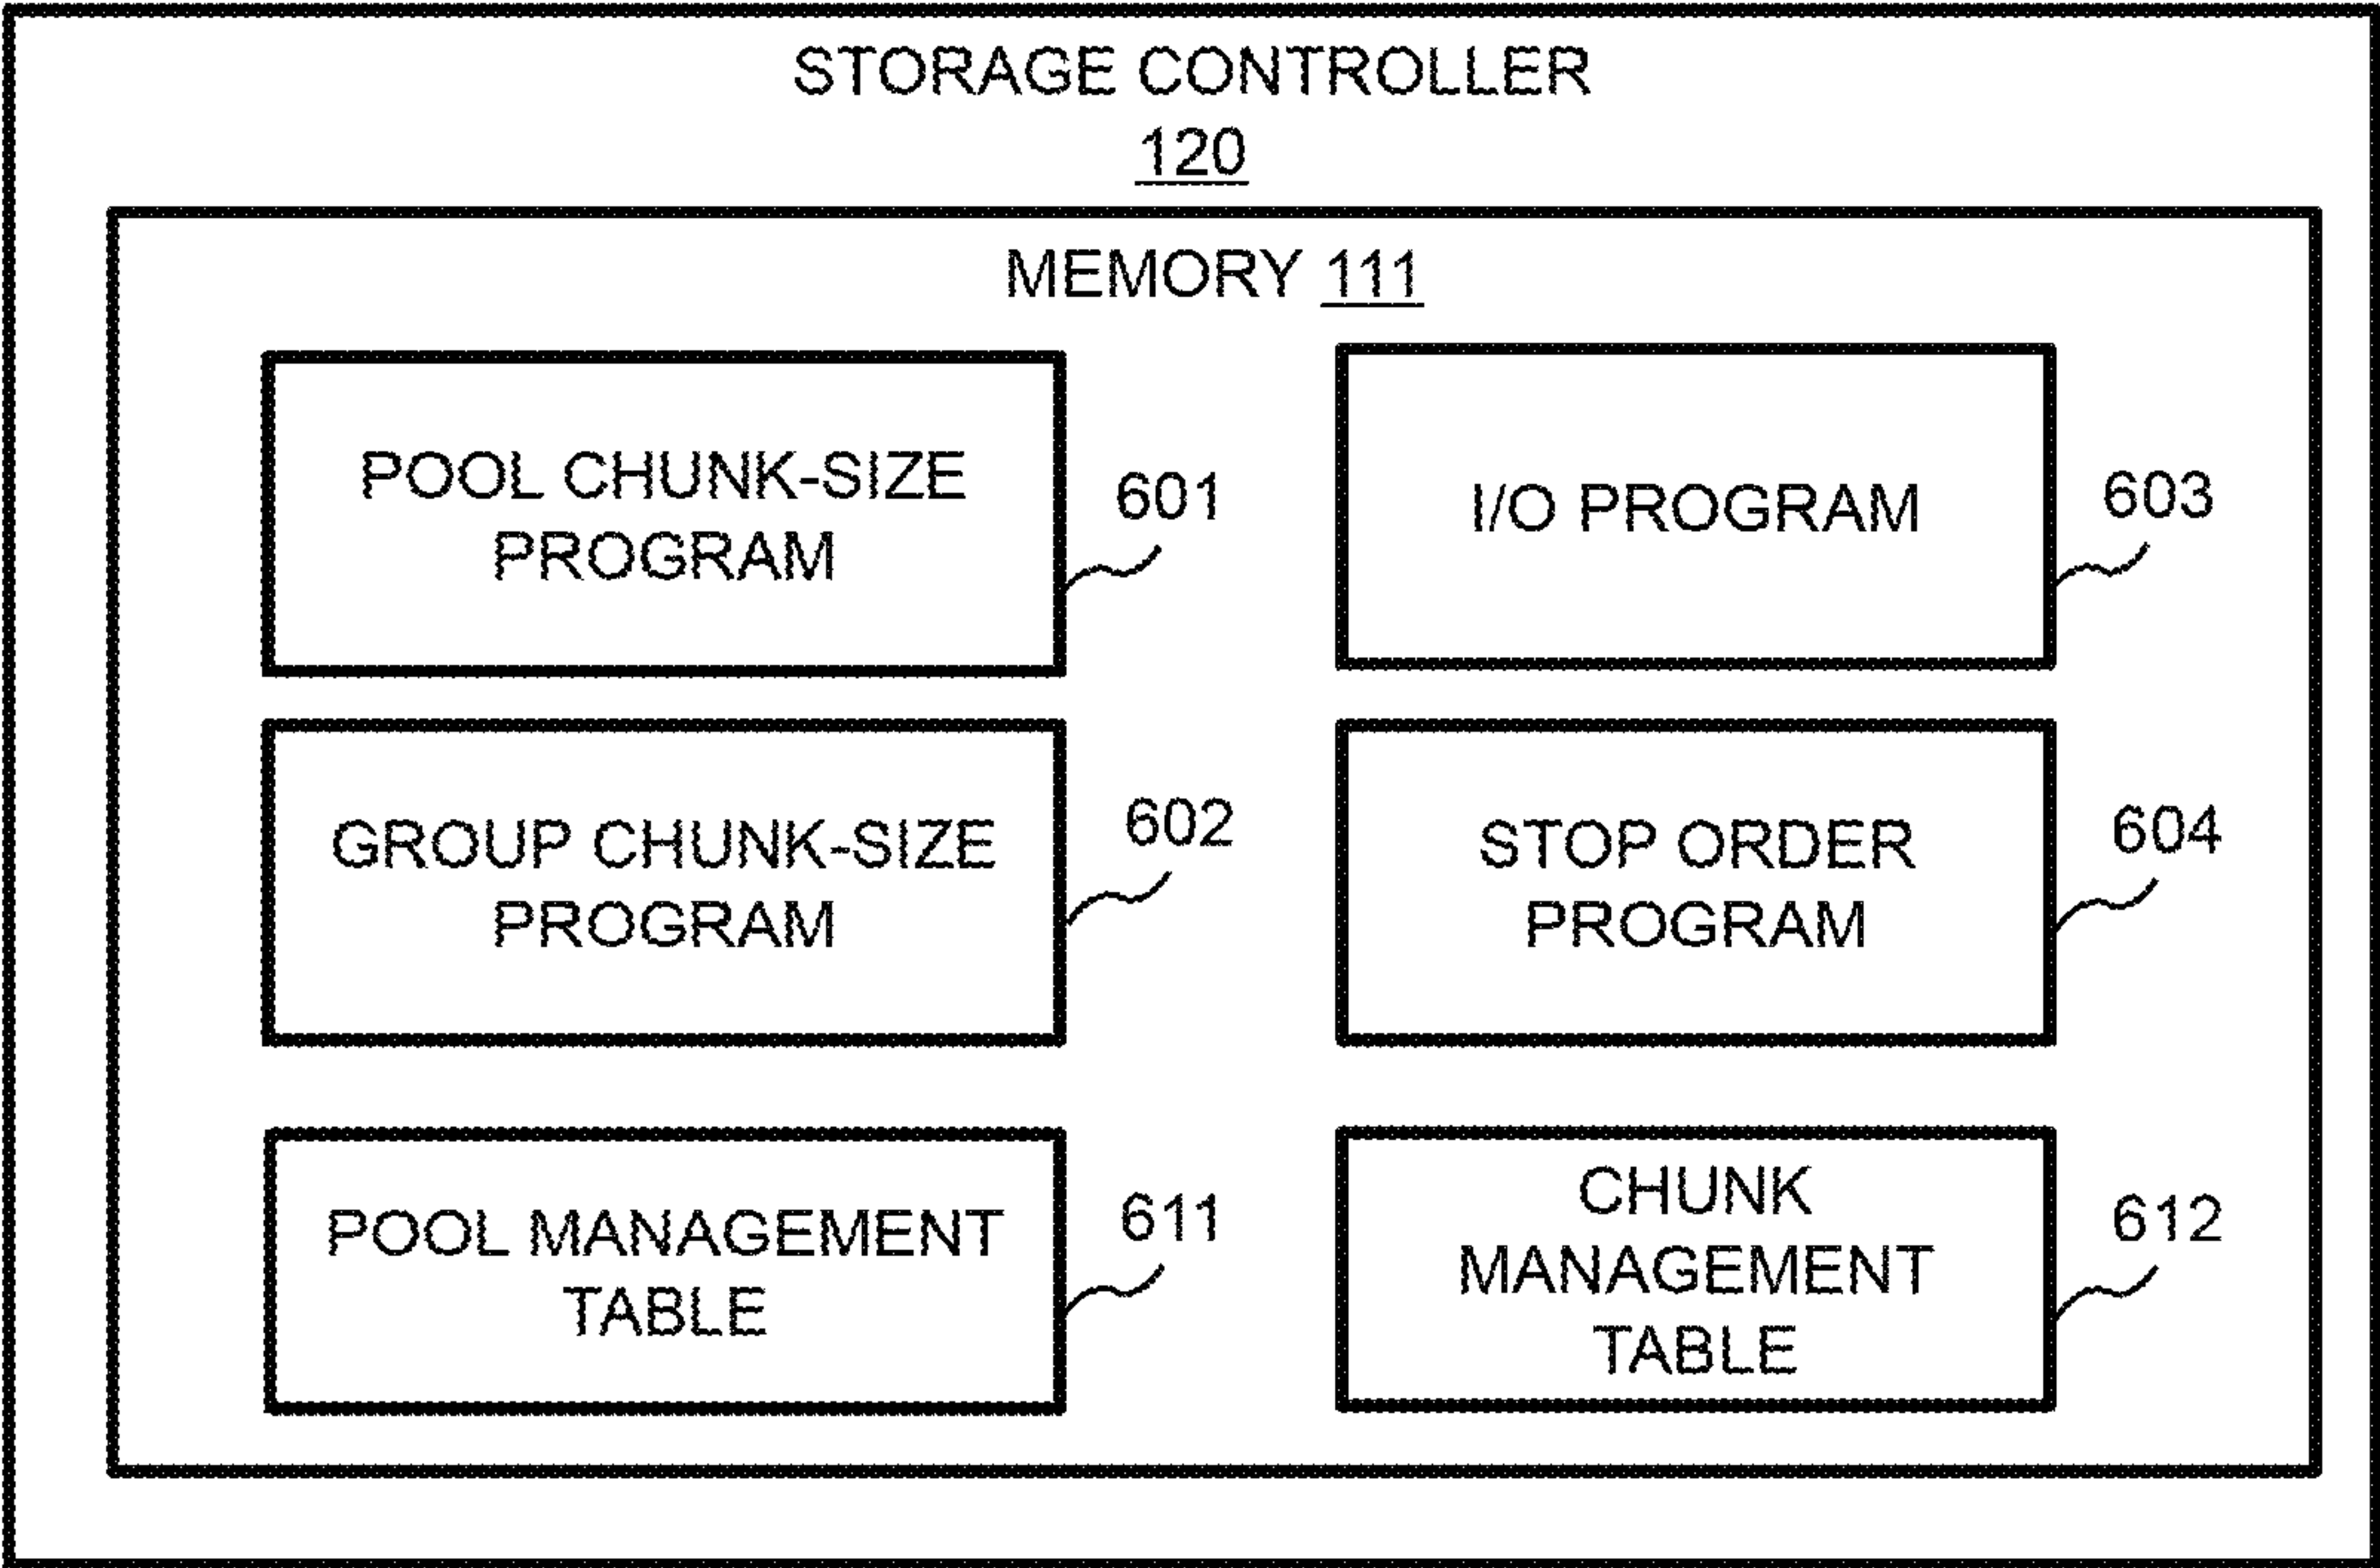 STORAGE CONTROLLER
120
MEMORY 111
POOL CHUNK-SIZE
PROGRAM
601
I/O PROGRAM
603
GROUP CHUNK-SIZE
PROGRAM
602
STOP ORDER
PROGRAM
604
POOL MANAGEMENT
TABLE
611
CHUNK
MANAGEMENT
TABLE
612